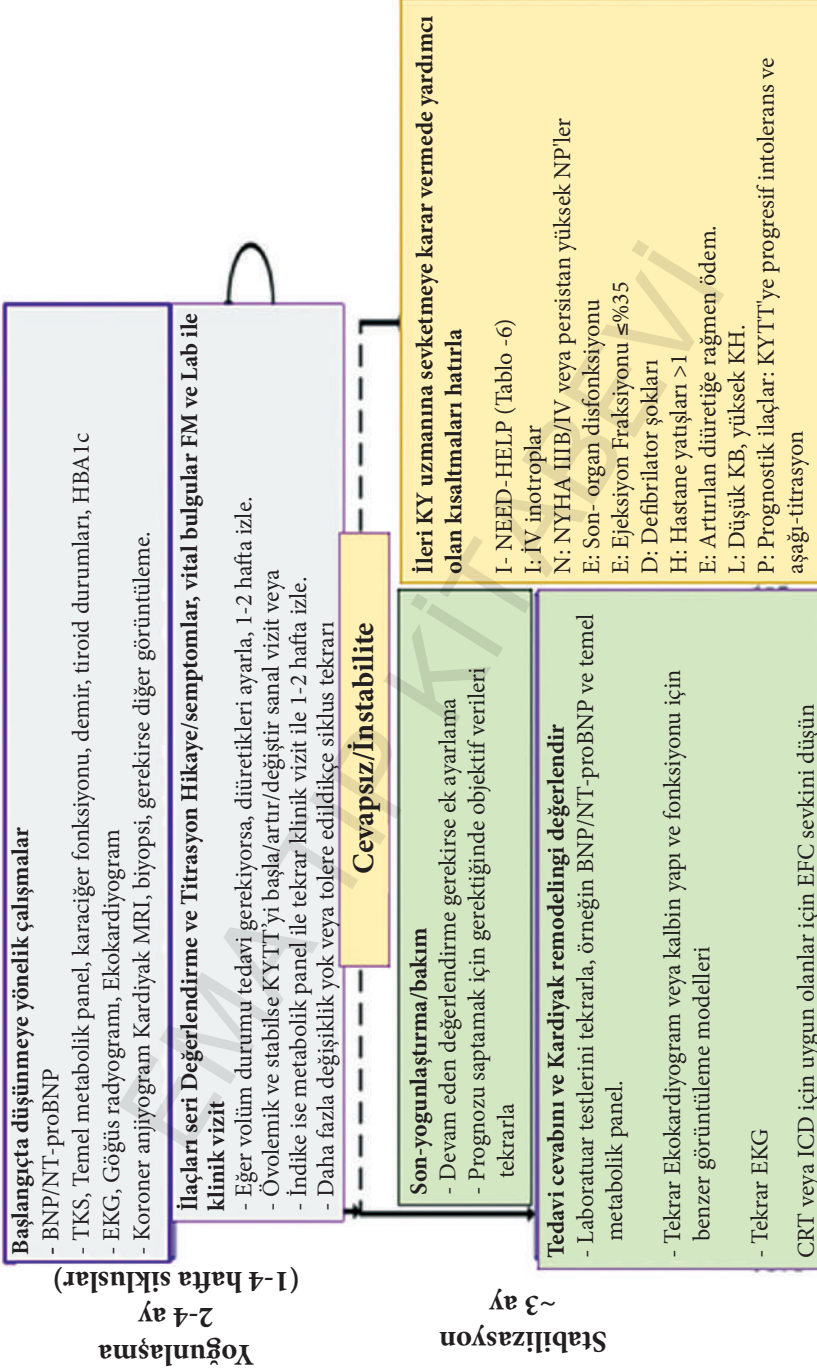 Yoğunlaşma
2-4 ay
(1-4 hafta sikluslar)
Başlangıçta düşünmeye yönelik çalışmalar
- BNP/NT-proBNP
- TKS, Temel metabolik panel, karaciğer fonksiyonu, demir, tiroid durumları, HBA1c
- EKG, Göğüs radyogramı, Ekokardiyogram
- Koroner anjiyogram Kardiyak MRI, biyopsi, gerekirse diğer görüntüleme.
İlaçları seri Değerlendirme ve Titrasyon Hikaye/semptomlar, vital bulgular FM ve Lab ile
klinik vizit
- Eğer volüm durumu tedavi gerekiyorsa, diüretikleri ayarla, 1-2 hafta izle.
- Övolemik ve stabilse KYTT'yi başla/artır/değiştir sanal vizit veya
- İndike ise metabolik panel ile tekrar klinik vizit ile 1-2 hafta izle.
- Daha fazla değişiklik yok veya tolere edildikçe siklus tekrarı
Cevapsız/İnstabilite
Stabilizasyon
~3 ay
Son-yogunlaştırma/bakım
- Devam eden değerlendirme gerekirse ek ayarlama
- Prognozu saptamak için gerektiğinde objektif verileri
tekrarla
Tedavi cevabını ve Kardiyak remodelingi değerlendir
- Laboratuar testlerini tekrarla, örneğin BNP/NT-proBNP ve temel
metabolik panel.
- Tekrar Ekokardiyogram veya kalbin yapı ve fonksiyonu için
benzer görüntüleme modelleri
- Tekrar EKG
CRT veya ICD için uygun olanlar için EFC sevkini düşün
İleri KY uzmanına sevketmeye karar vermede yardımcı
olan kısaltmaları hatırla
I- NEED-HELP (Tablo -6)
I: İV inotroplar
N: NYHA IIIB/IV veya persistan yüksek NP'ler
E: Son- organ disfonksiyonu
E: Ejeksiyon Fraksiyonu ≤%35
D: Defibrilator şokları
H: Hastane yatışları >1
E: Artırılan diüretiğe rağmen ödem.
L: Düşük KB, yüksek KH.
P: Prognostik ilaçlar: KYTT'ye progresif intolerans ve
aşağı-titrasyon
EMA TIP KİTABEVİ